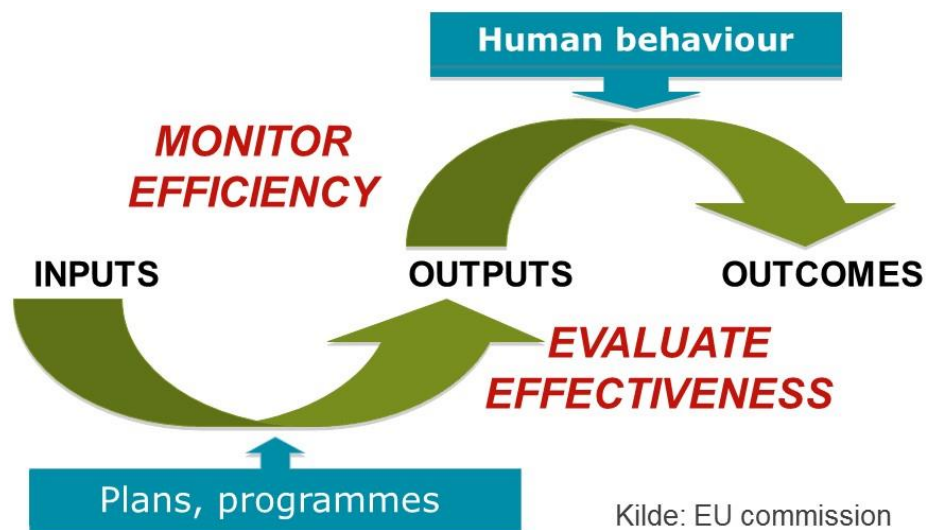 Human behaviour
MONITOR
EFFICIENCY
INPUTS
OUTPUTS
OUTCOMES
EVALUATE
EFFECTIVENESS
Plans, programmes
Kilde: EU commission